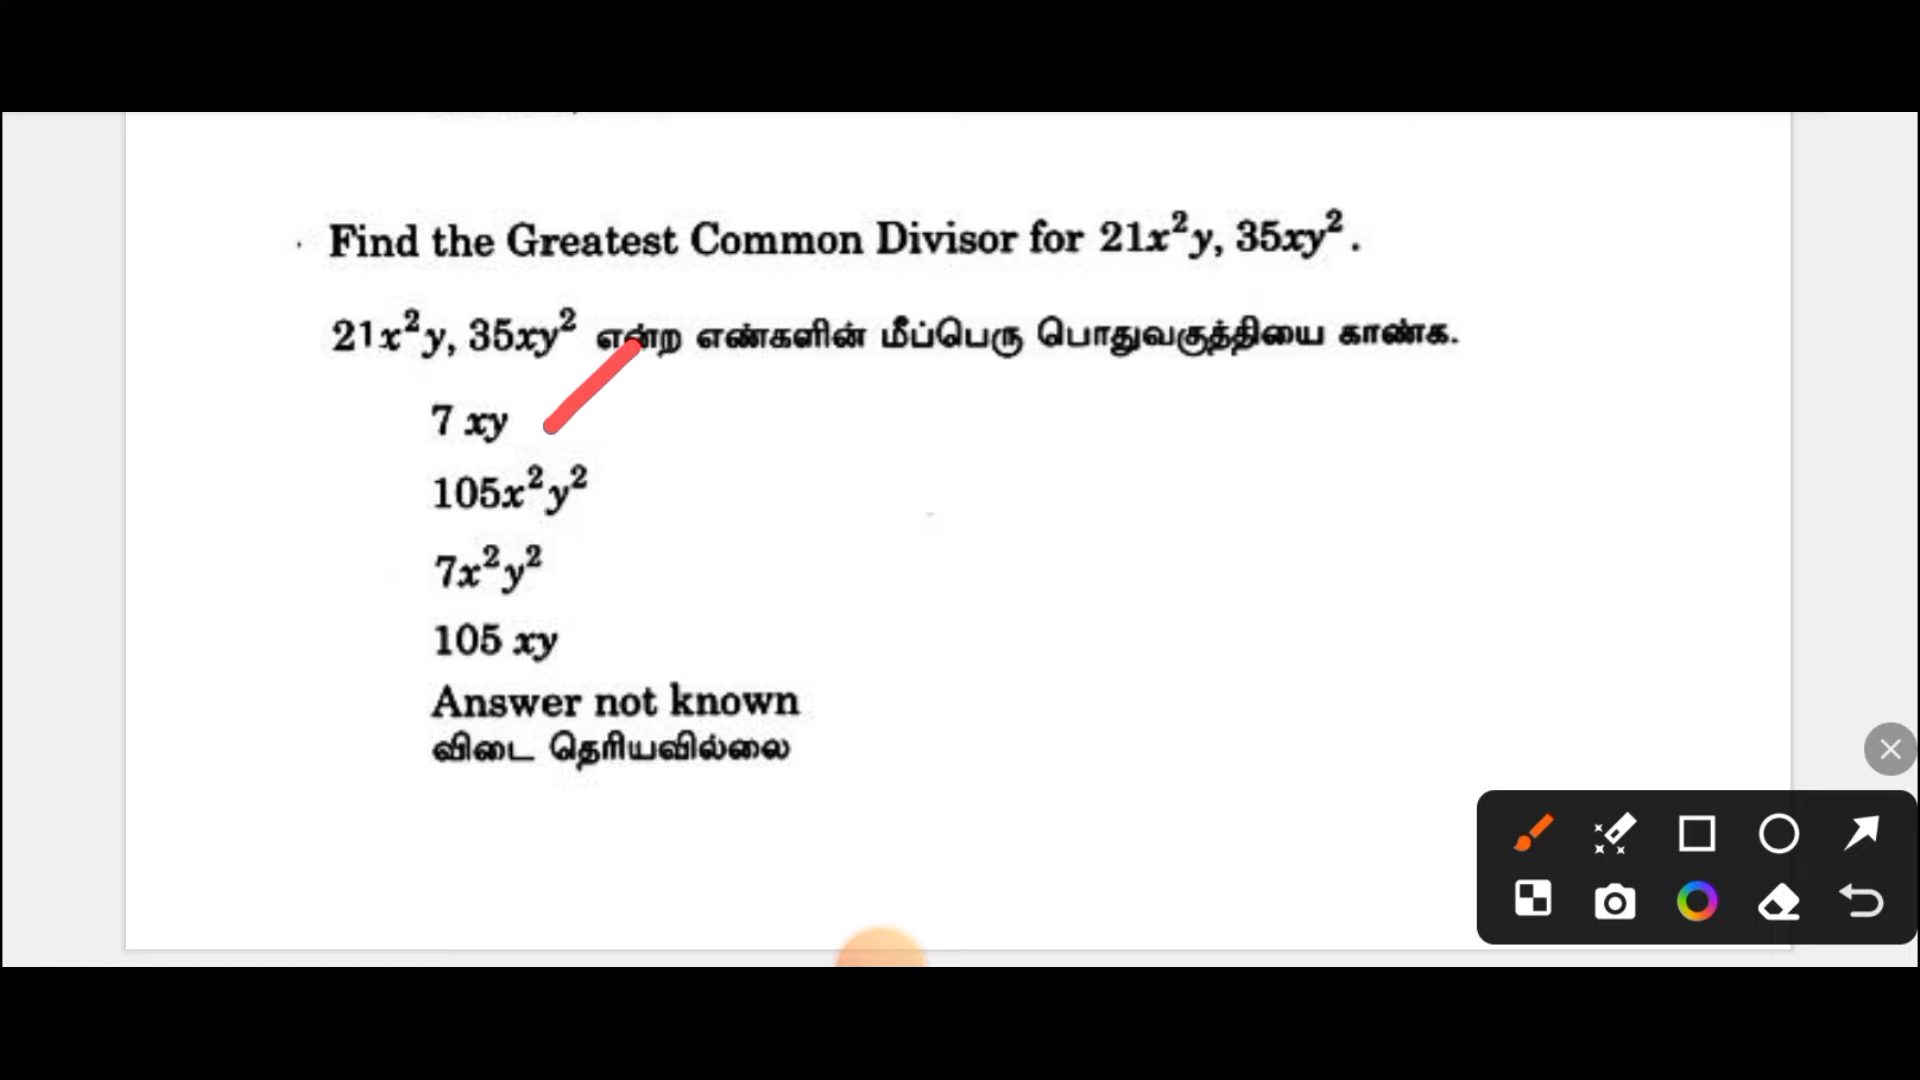 Find the Greatest Common Divisor for 21x²y, 35xy².
21x²y, 35xy² என்ற எண்களின் மீப்பெரு பொதுவகுத்தியை காண்க.
7 xy
105x²y²
7x²y²
105 xy
Answer not known
விடை தெரியவில்லை